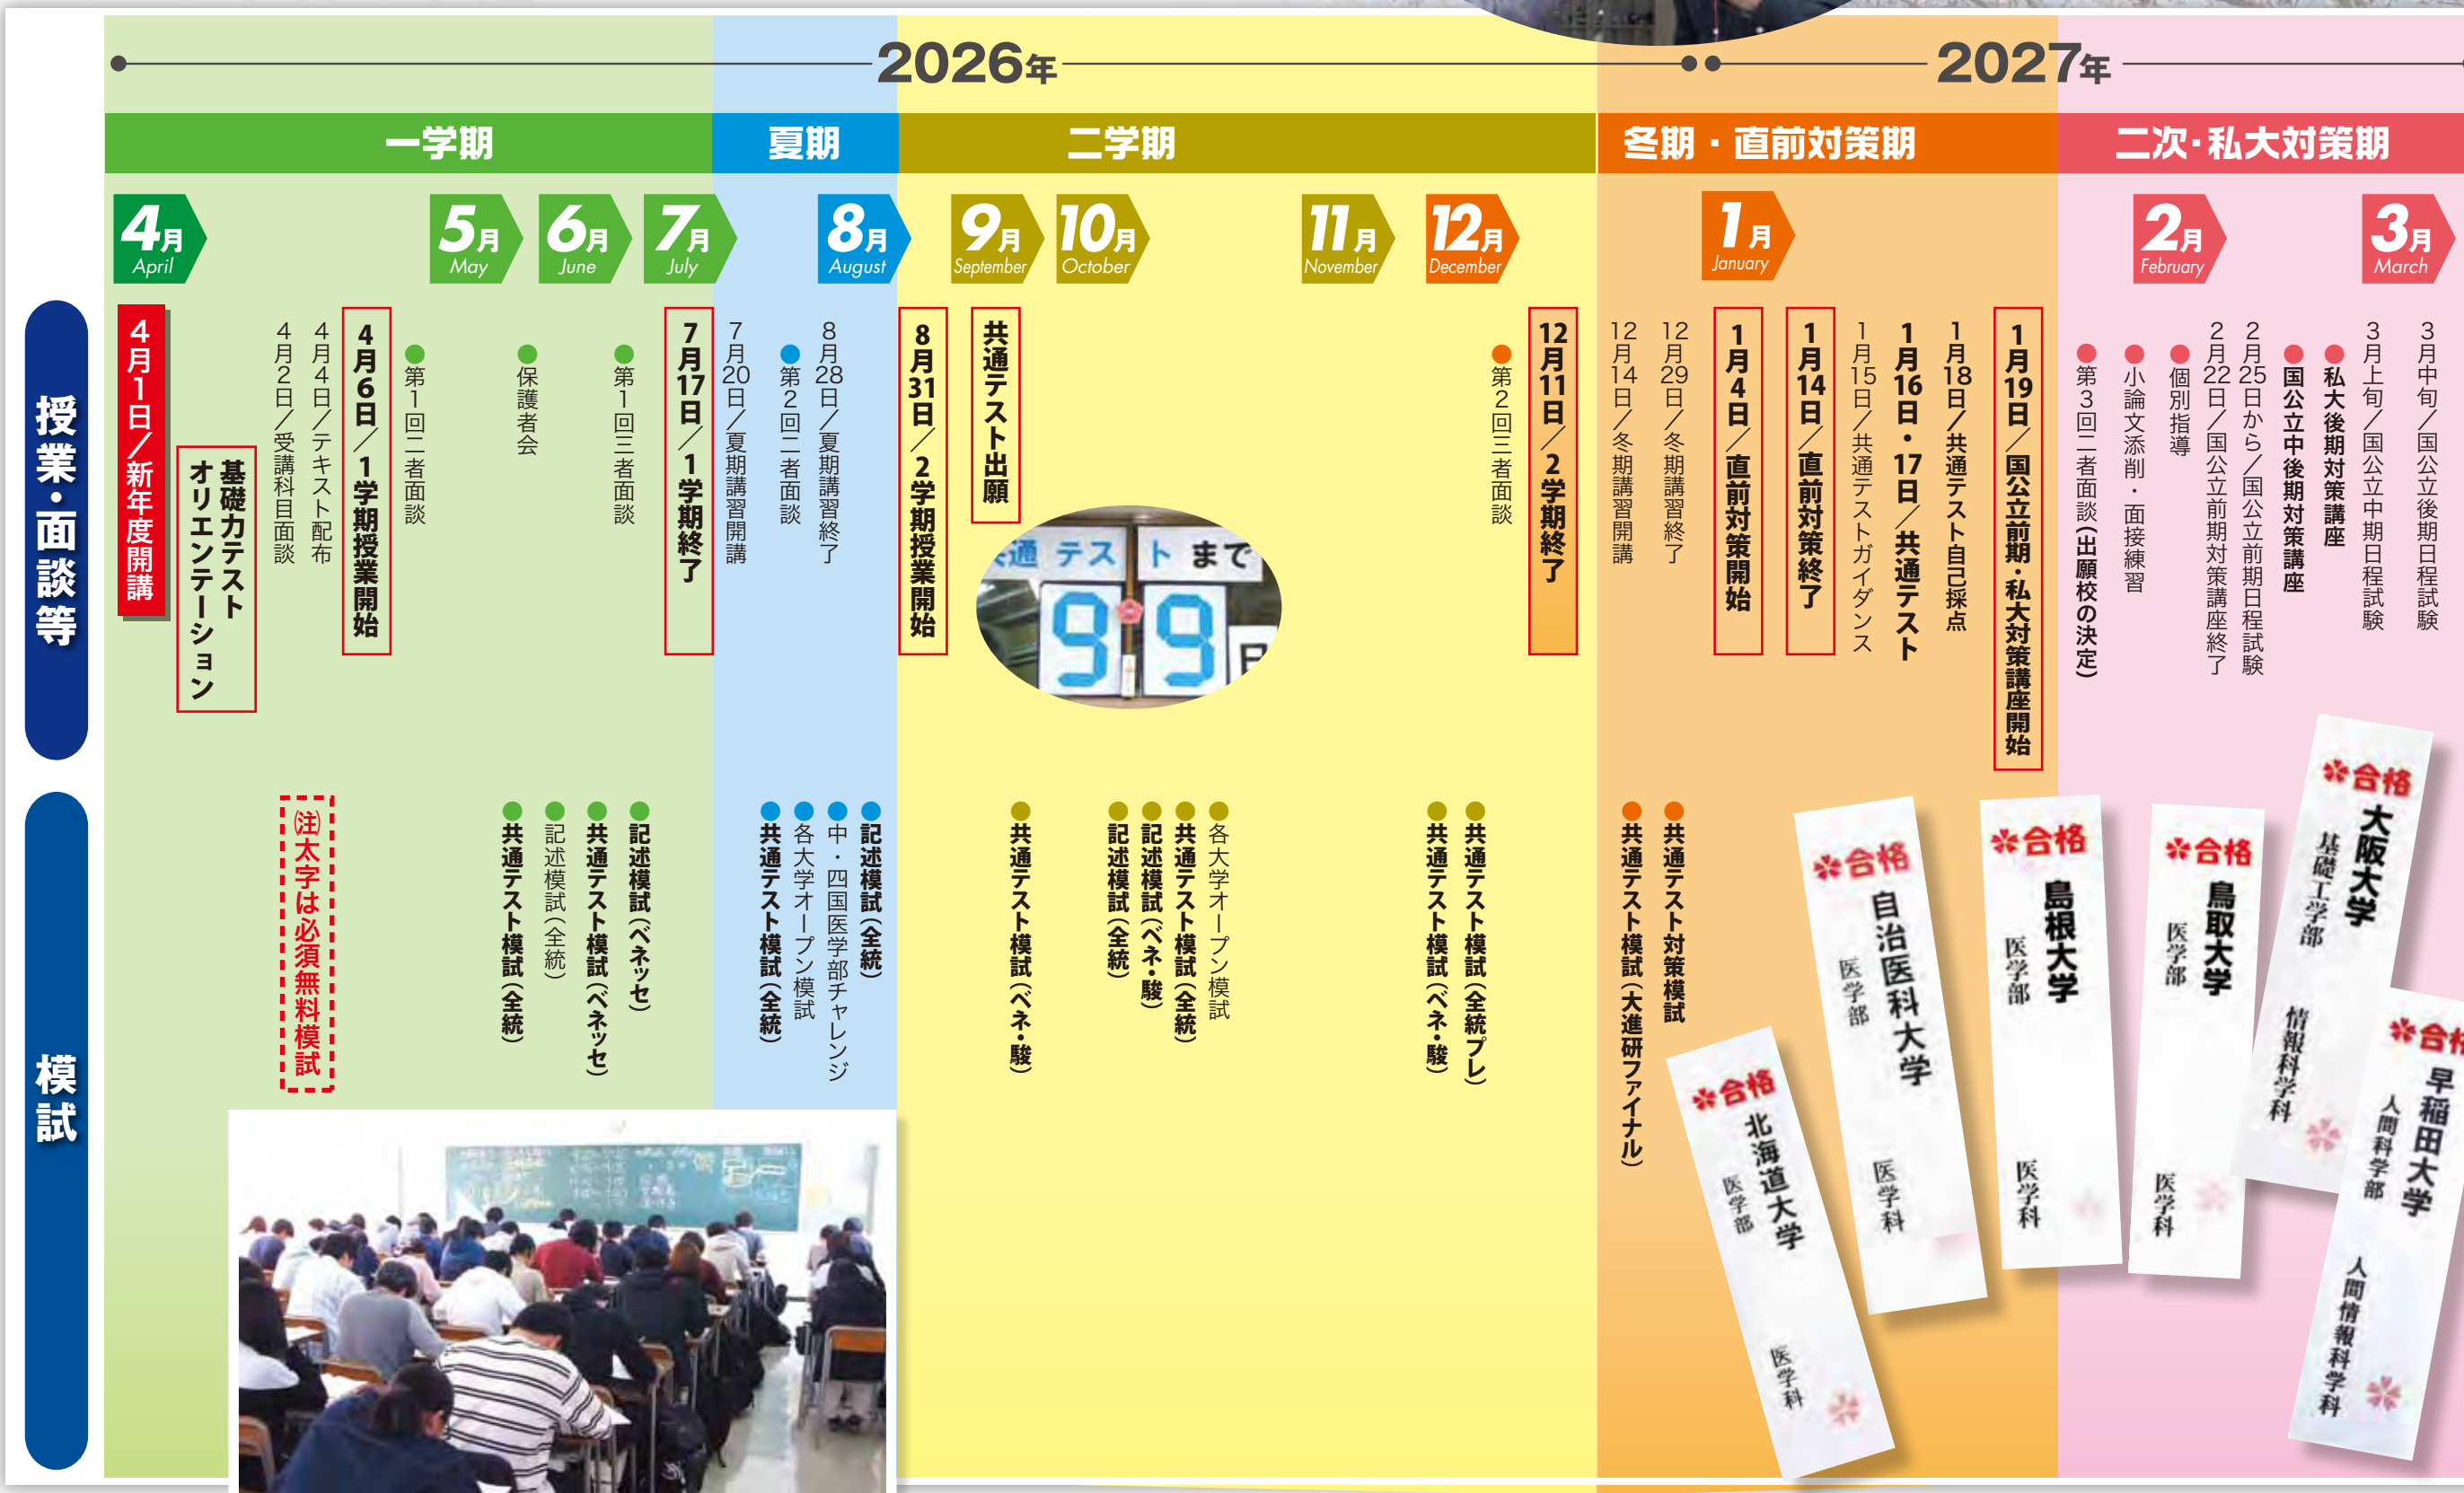 2026年
2027年
一学期
夏期
二学期
冬期・直前対策期
二次・私大対策期
4月
April
5月
May
6月
June
7月
July
8月
August
9月
September
10月
October
11月
November
12月
December
1月
January
2月
February
3月
March
授業・面談等
4月1日／新年度開講
基礎力テスト
オリエンテーション
4月2日／受講科目面談
4月4日／テキスト配布
4月6日／1学期授業開始
●第1回二者面談
●保護者会
●第1回三者面談
7月17日／1学期終了
7月20日／夏期講習開講
●第2回二者面談
8月28日／夏期講習終了
8月31日／2学期授業開始
共通テスト出願
共通テストまで
99日
●第2回三者面談
12月11日／2学期終了
12月14日／冬期講習開講
12月29日／冬期講習終了
1月4日／直前対策開始
1月14日／直前対策終了
1月15日／共通テストガイダンス
1月16日・17日／共通テスト
1月18日／共通テスト自己採点
1月19日／国公立前期・私大対策講座開始
●第3回二者面談（出願校の決定）
●小論文添削・面接練習
●個別指導
2月22日／国公立前期対策講座終了
2月25日から／国公立前期日程試験
●国公立中後期対策講座
●私大後期対策講座
3月上旬／国公立中期日程試験
3月中旬／国公立後期日程試験
模試
㊟太字は必須無料模試
●共通テスト模試（全統）
●記述模試（全統）
●共通テスト模試（ベネッセ）
●記述模試（ベネッセ）
●共通テスト模試（全統）
●各大学オープン模試
●中・四国医学部チャレンジ
●記述模試（全統）
●共通テスト模試（ベネ・駿）
●記述模試（全統）
●記述模試（ベネ・駿）
●共通テスト模試（全統）
●各大学オープン模試
●共通テスト模試（ベネ・駿）
●共通テスト模試（全統プレ）
●共通テスト模試（大進研ファイナル）
●共通テスト対策模試
合格
北海道大学
医学部
医学科
合格
自治医科大学
医学部
医学科
合格
島根大学
医学部
医学科
合格
鳥取大学
医学部
医学科
合格
大阪大学
基礎工学部
情報科学科
合格
早稲田大学
人間科学部
人間情報科学科